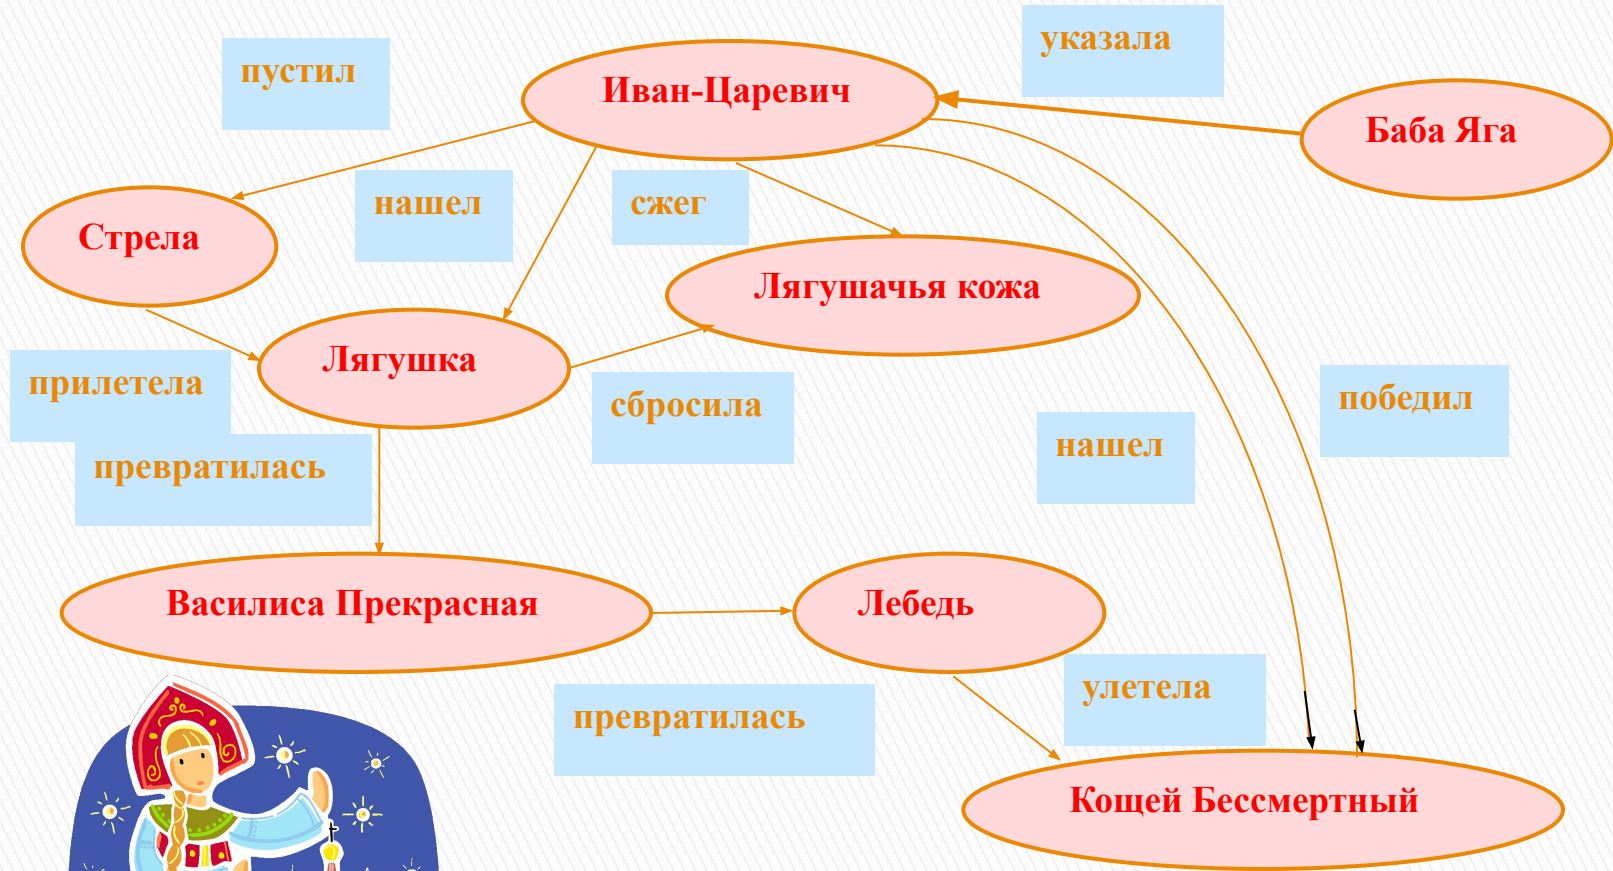 указала
пустил
Иван-Царевич
Баба Яга
нашел
сжег
Стрела
Лягушачья кожа
Лягушка
прилетела
сбросила
победил
нашел
превратилась
Василиса Прекрасная
Лебедь
улетела
превратилась
Кощей Бессмертный